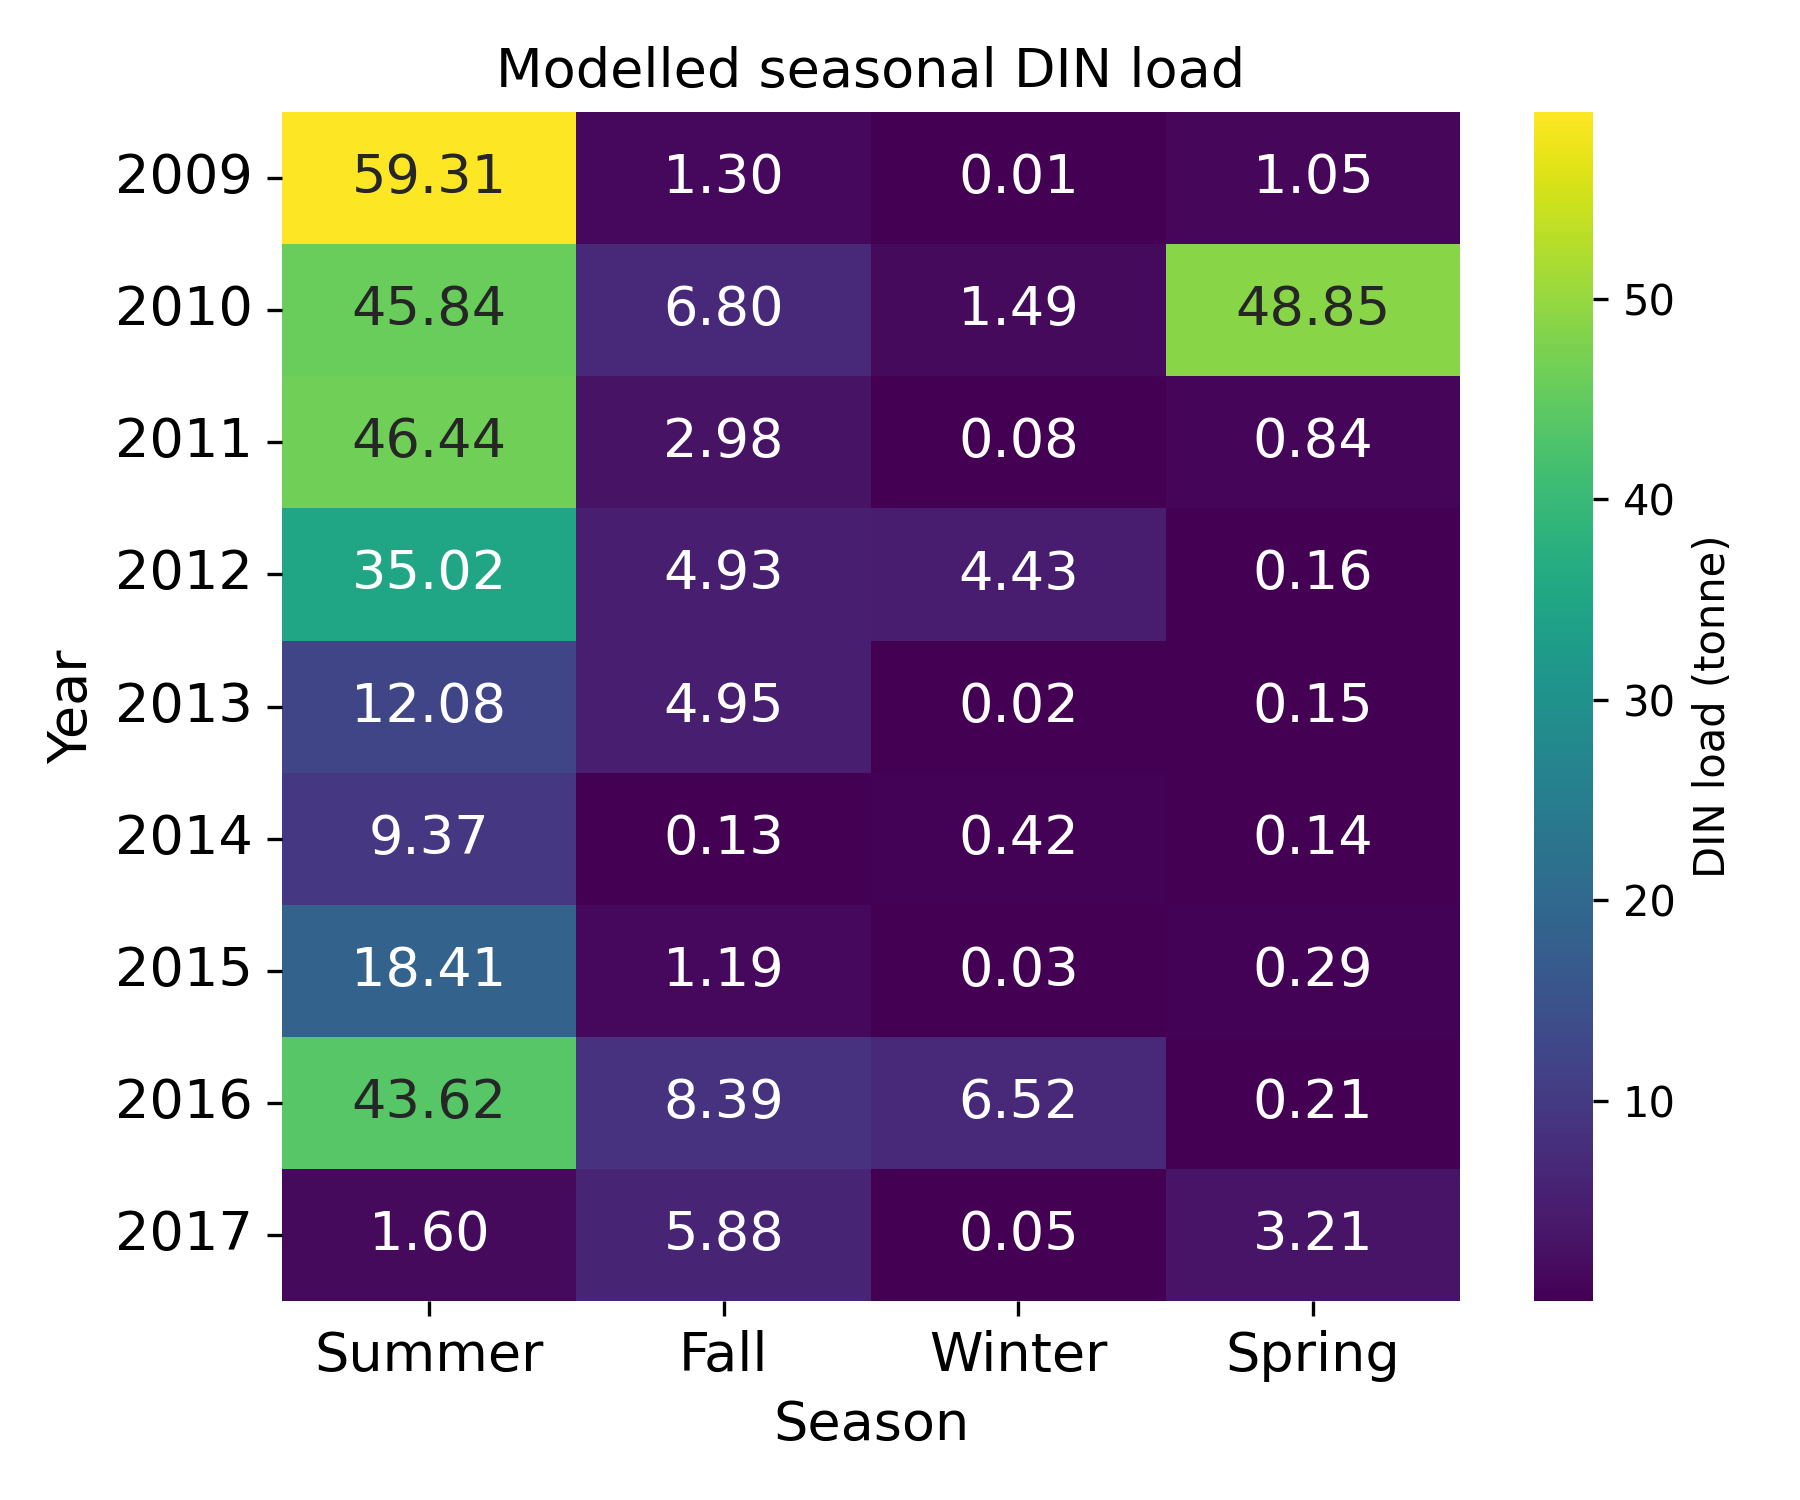 Modelled seasonal DIN load
2009 59.31 1.30 0.01 1.05
2010 45.84 6.80 1.49 48.85
2011 46.44 2.98 0.08 0.84
2012 35.02 4.93 4.43 0.16
2013 12.08 4.95 0.02 0.15
2014 9.37 0.13 0.42 0.14
2015 18.41 1.19 0.03 0.29
2016 43.62 8.39 6.52 0.21
2017 1.60 5.88 0.05 3.21
Summer Fall Winter Spring
Season
Year
50
40
30
20
10
DIN load (tonne)